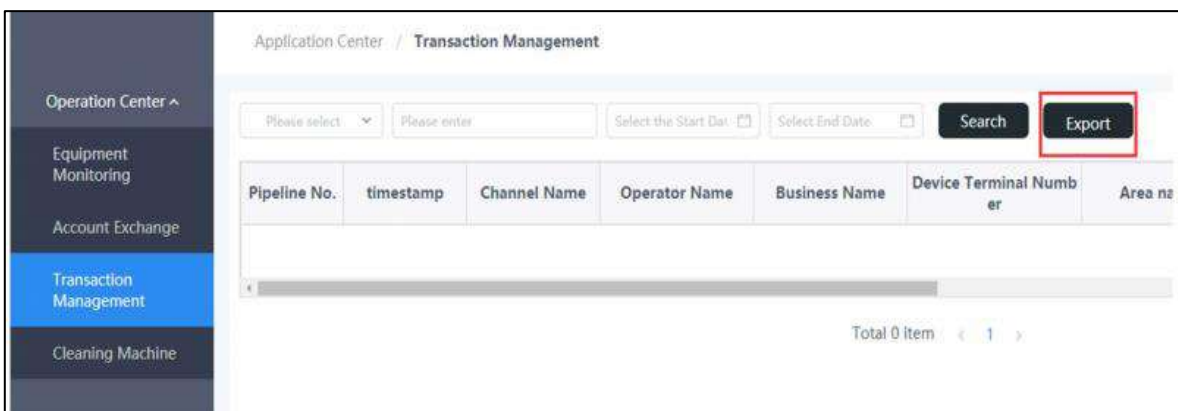 Application Center / Transaction Management
Operation Center
Please select
Please enter
Select the Start Dat
Select End Date
Search
Export
Equipment
Monitoring
Account Exchange
Transaction
Management
Cleaning Machine
Pipeline No.
timestamp
Channel Name
Operator Name
Business Name
Device Terminal Numb
er
Area na
Total 0 item
1